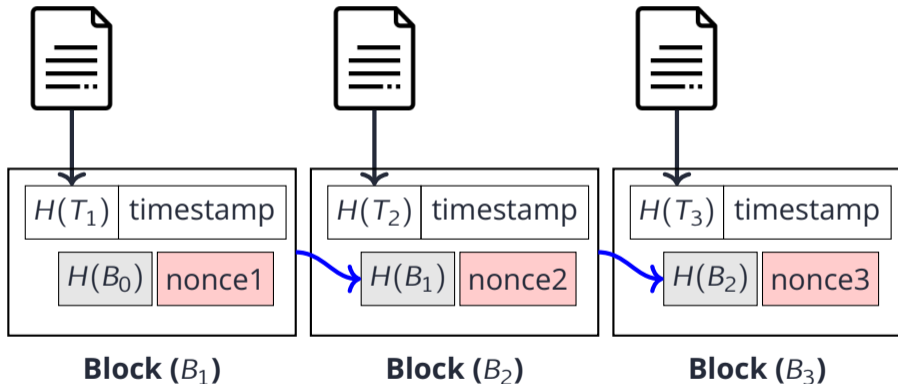 H(T₁) timestamp H(T₂) timestamp H(T₃) timestamp
H(B₀) nonce1 H(B₁) nonce2 H(B₂) nonce3
Block (B₁) Block (B₂) Block (B₃)